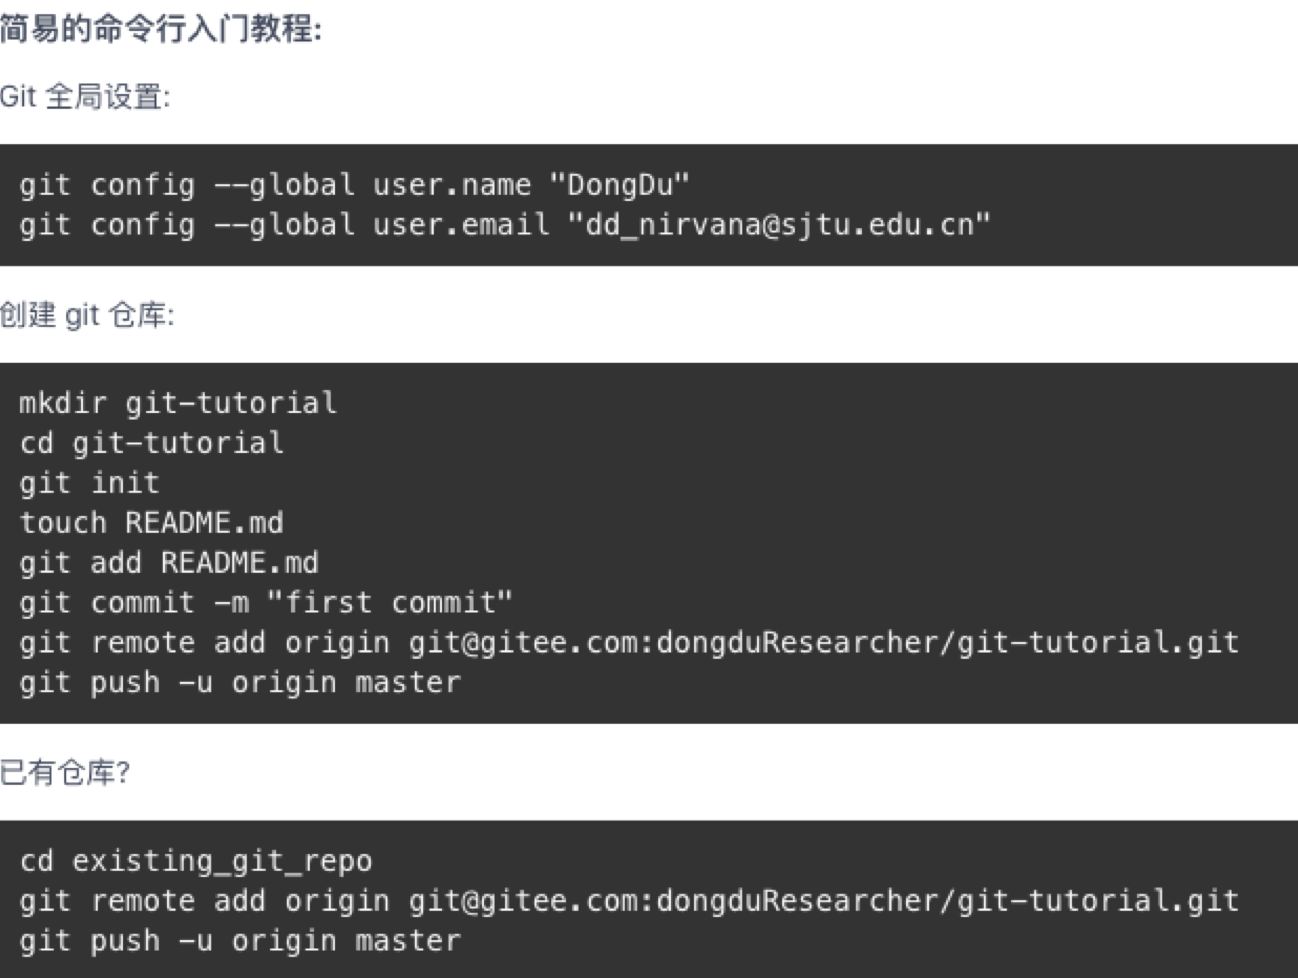 简易的命令行入门教程:
Git 全局设置:
git config --global user.name "DongDu"
git config --global user.email "dd_nirvana@sjtu.edu.cn"
创建 git 仓库:
mkdir git-tutorial
cd git-tutorial
git init
touch README.md
git add README.md
git commit -m "first commit"
git remote add origin git@gitee.com:dongduResearcher/git-tutorial.git
git push -u origin master
已有仓库?
cd existing_git_repo
git remote add origin git@gitee.com:dongduResearcher/git-tutorial.git
git push -u origin master